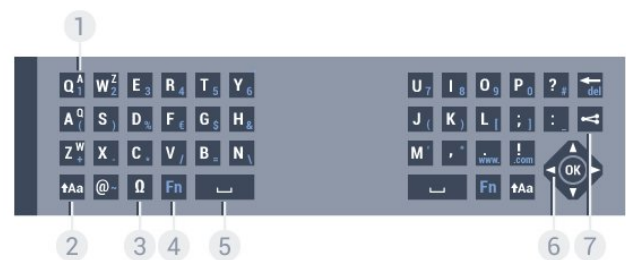 1
Q A 1 W Z 2 E 3 R 4 T 5 Y 6 U 7 I 8 O 9 P 0 ? # del
A Q ( S ) D % F € G $ H & J ( K ) L [ ; ] : _
Z W + X - C * V / B = N \ M ' , " . www. ! .com
Aa @ ~ Ω Fn Fn Aa OK
2 3 4 5 6 7